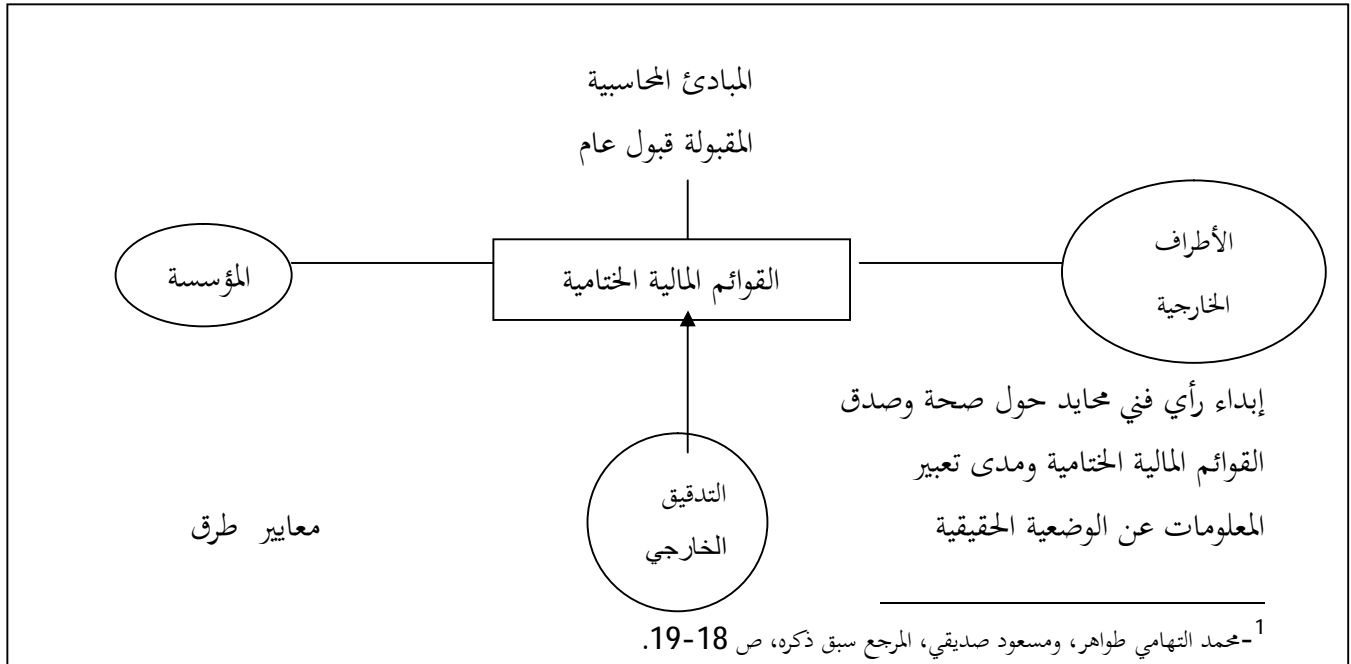 المبادئ المحاسبية
المقبولة قبول عام
الأطراف
الخارجية
القوائم المالية الختامية
المؤسسة
إبداء رأي فني محايد حول صحة وصدق
القوائم المالية الختامية ومدى تعبير
المعلومات عن الوضعية الحقيقية
التدقيق
الخارجي
معايير طرق
1-محمد التهامي طواهر، ومسعود صديقي، المرجع سبق ذكره، ص 18-19.